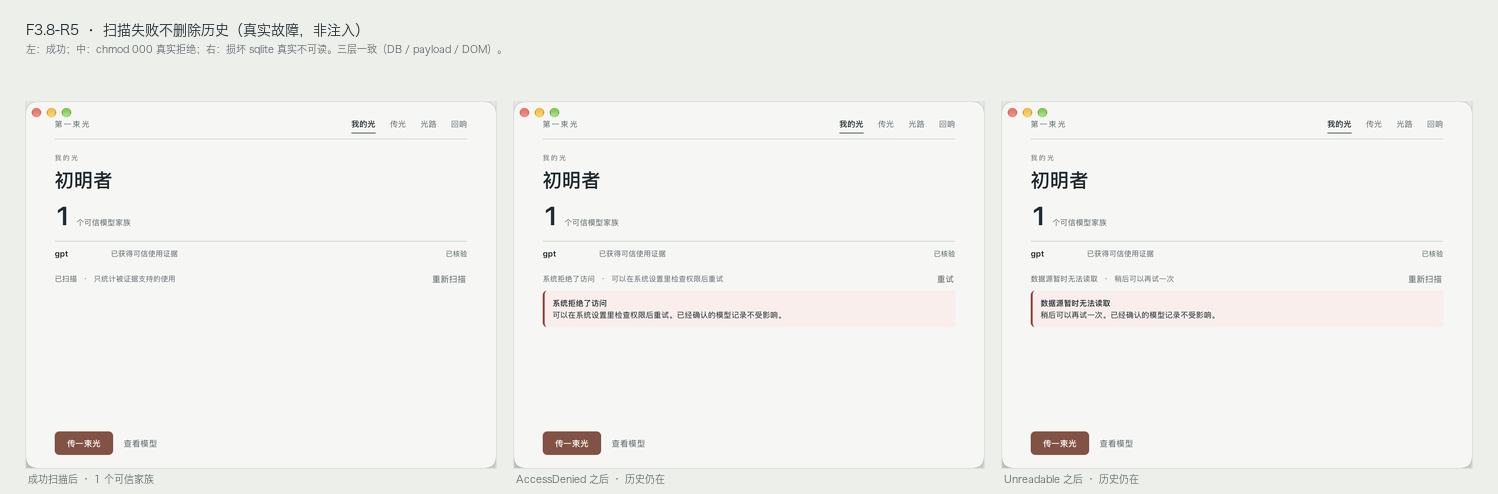 F3.8-R5 · 扫描失败不删除历史（真实故障，非注入）
左：成功；中：chmod 000 真实拒绝；右：损坏 sqlite 真实不可读。三层一致（DB / payload / DOM）。
第一束光 我的光 传光 光路 回响
我的光
初明者
1 个可信模型家族
gpt 已获得可信使用证据 已核验
已扫描 · 只统计被证据支持的使用 重新扫描
传一束光 查看模型
成功扫描后 · 1 个可信家族
第一束光 我的光 传光 光路 回响
我的光
初明者
1 个可信模型家族
gpt 已获得可信使用证据 已核验
系统拒绝了访问 · 可以在系统设置里检查权限后重试 重试
系统拒绝了访问
可以在系统设置里检查权限后重试。已经确认的模型记录不受影响。
传一束光 查看模型
AccessDenied 之后 · 历史仍在
第一束光 我的光 传光 光路 回响
我的光
初明者
1 个可信模型家族
gpt 已获得可信使用证据 已核验
数据源暂时无法读取 · 稍后可以再试一次 重新扫描
数据源暂时无法读取
稍后可以再试一次。已经确认的模型记录不受影响。
传一束光 查看模型
Unreadable 之后 · 历史仍在